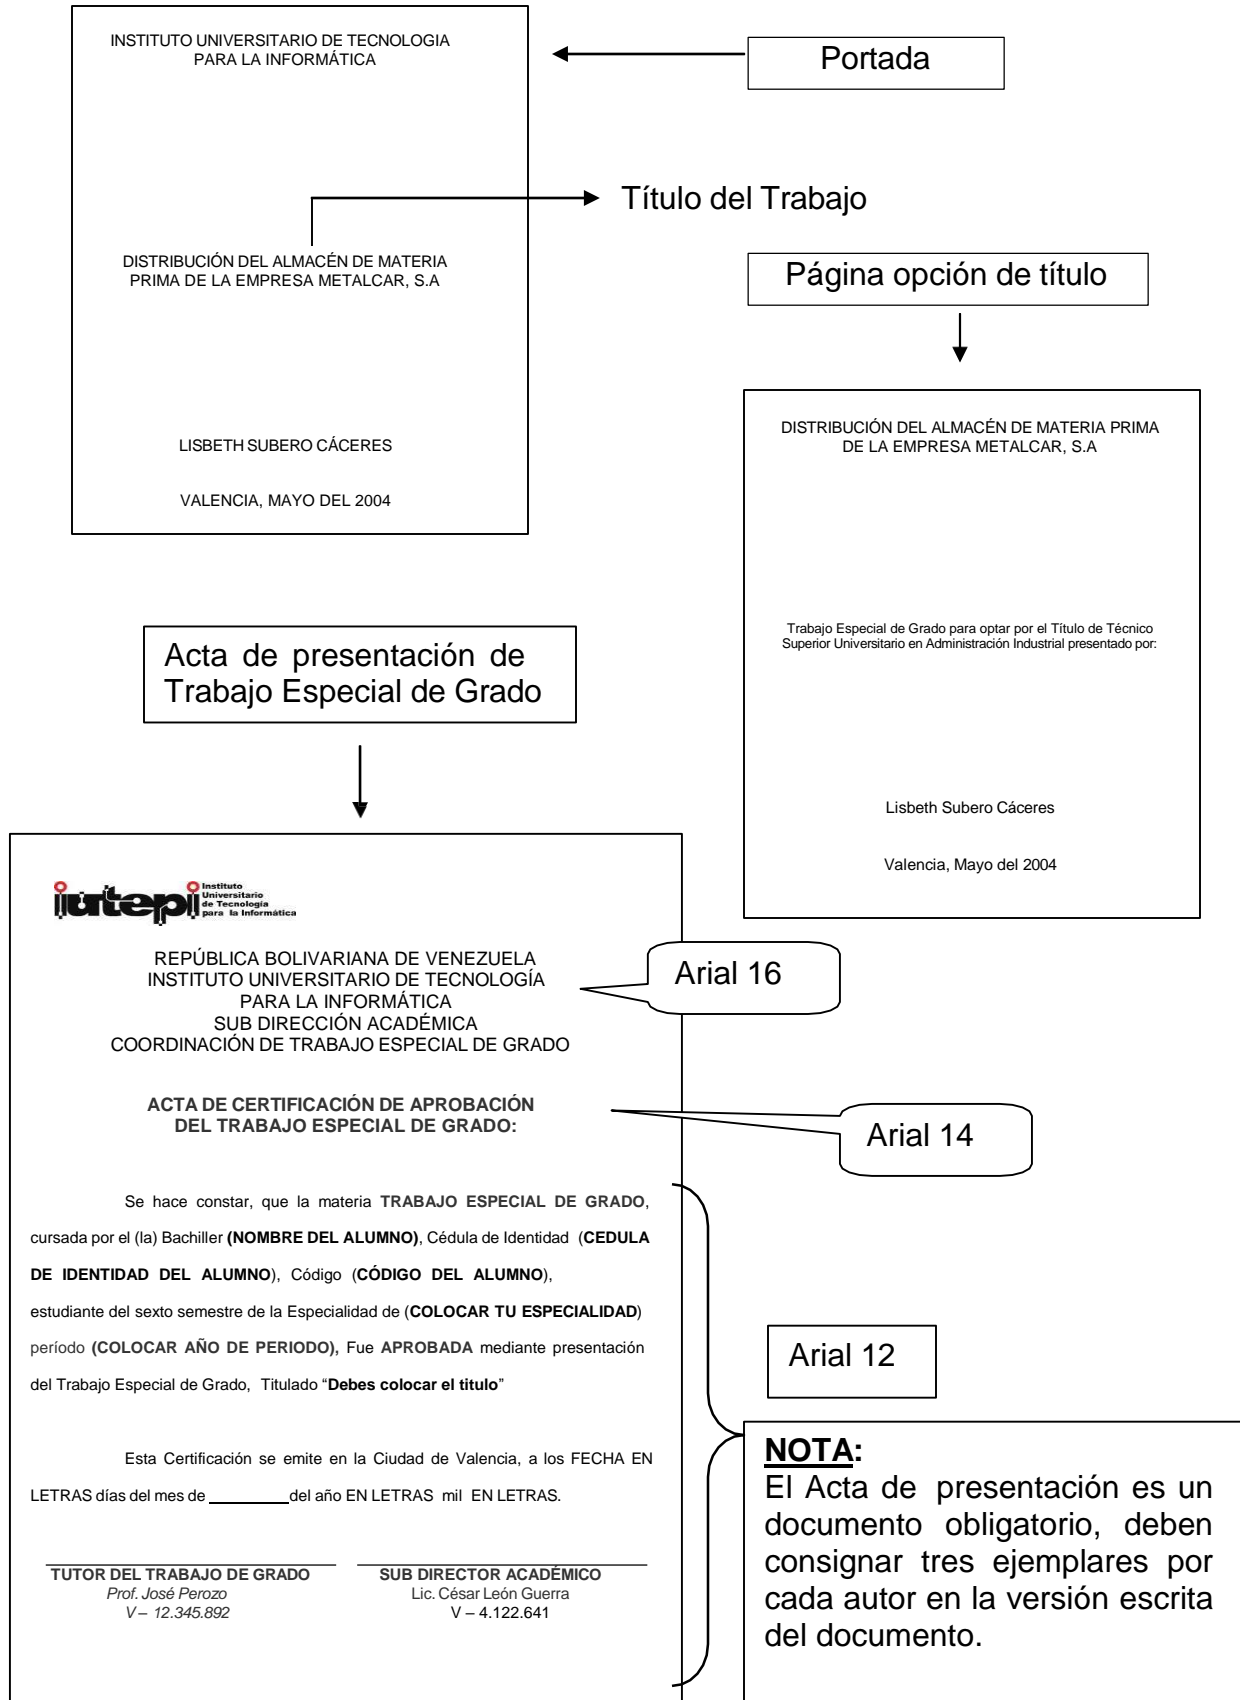 INSTITUTO UNIVERSITARIO DE TECNOLOGIA
PARA LA INFORMÁTICA
Portada
Título del Trabajo
DISTRIBUCIÓN DEL ALMACÉN DE MATERIA
PRIMA DE LA EMPRESA METALCAR, S.A
LISBETH SUBERO CÁCERES
VALENCIA, MAYO DEL 2004
Página opción de título
DISTRIBUCIÓN DEL ALMACÉN DE MATERIA PRIMA
DE LA EMPRESA METALCAR, S.A
Trabajo Especial de Grado para optar por el Título de Técnico
Superior Universitario en Administración Industrial presentado por:
Lisbeth Subero Cáceres
Valencia, Mayo del 2004
Acta de presentación de
Trabajo Especial de Grado
iutepi
Instituto
Universitario
de Tecnología
para la Informática
REPÚBLICA BOLIVARIANA DE VENEZUELA
INSTITUTO UNIVERSITARIO DE TECNOLOGÍA
PARA LA INFORMÁTICA
SUB DIRECCIÓN ACADÉMICA
COORDINACIÓN DE TRABAJO ESPECIAL DE GRADO
Arial 16
ACTA DE CERTIFICACIÓN DE APROBACIÓN
DEL TRABAJO ESPECIAL DE GRADO:
Arial 14
Se hace constar, que la materia TRABAJO ESPECIAL DE GRADO,
cursada por el (la) Bachiller (NOMBRE DEL ALUMNO), Cédula de Identidad (CEDULA
DE IDENTIDAD DEL ALUMNO), Código (CÓDIGO DEL ALUMNO),
estudiante del sexto semestre de la Especialidad de (COLOCAR TU ESPECIALIDAD)
período (COLOCAR AÑO DE PERIODO), Fue APROBADA mediante presentación
del Trabajo Especial de Grado, Titulado “Debes colocar el titulo”
Esta Certificación se emite en la Ciudad de Valencia, a los FECHA EN
LETRAS días del mes de _________del año EN LETRAS mil EN LETRAS.
TUTOR DEL TRABAJO DE GRADO
Prof. José Perozo
V – 12.345.892
SUB DIRECTOR ACADÉMICO
Lic. César León Guerra
V – 4.122.641
Arial 12
NOTA:
El Acta de presentación es un
documento obligatorio, deben
consignar tres ejemplares por
cada autor en la versión escrita
del documento.